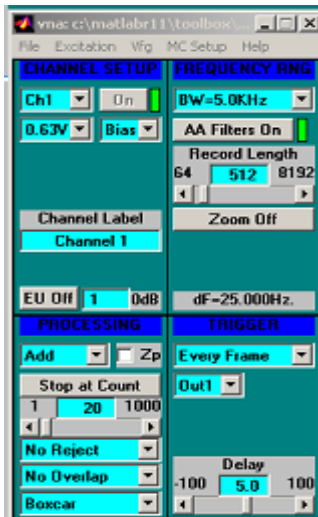 vna: c:\matlabr11\toolbox\...
File Excitation Vfg MC Setup Help
CHANNEL SETUP
Ch1 On
0.63V Bias
Channel Label
Channel 1
EU Off 1 0dB
FREQUENCY RNG
BW=5.0KHz
AA Filters On
Record Length
64 512 8192
Zoom Off
dF=25.000Hz.
PROCESSING
Add Zp
Stop at Count
1 20 1000
No Reject
No Overlap
Boxcar
TRIGGER
Every Frame
Out1
Delay
-100 5.0 100